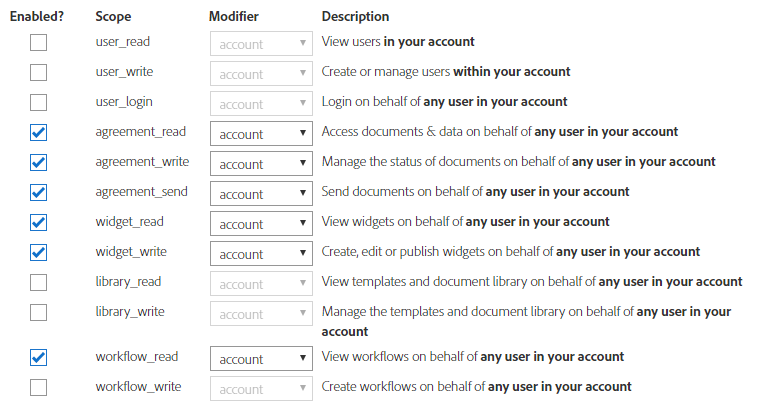 Enabled? Scope Modifier Description
user_read account View users in your account
user_write account Create or manage users within your account
user_login account Login on behalf of any user in your account
agreement_read account Access documents & data on behalf of any user in your account
agreement_write account Manage the status of documents on behalf of any user in your account
agreement_send account Send documents on behalf of any user in your account
widget_read account View widgets on behalf of any user in your account
widget_write account Create, edit or publish widgets on behalf of any user in your account
library_read account View templates and document library on behalf of any user in your account
library_write account Manage the templates and document library on behalf of any user in your
account
workflow_read account View workflows on behalf of any user in your account
workflow_write account Create workflows on behalf of any user in your account